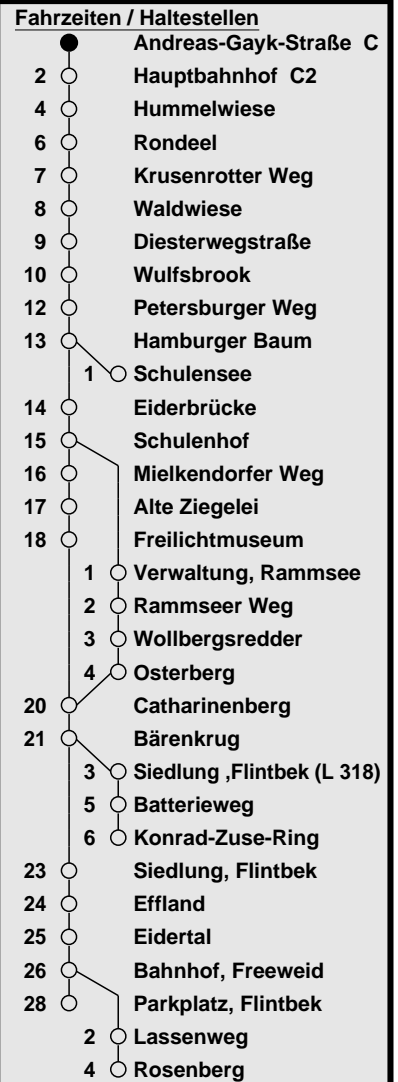 Fahrzeiten / Haltestellen
Andreas-Gayk-Straße C
2 Hauptbahnhof C2
4 Hummelwiese
6 Rondeel
7 Krusenrotter Weg
8 Waldwiese
9 Diesterwegstraße
10 Wulfsbrook
12 Petersburger Weg
13 Hamburger Baum
1 Schulensee
14 Eiderbrücke
15 Schulenhof
16 Mielkendorfer Weg
17 Alte Ziegelei
18 Freilichtmuseum
1 Verwaltung, Rammsee
2 Rammseer Weg
3 Wollbergsredder
4 Osterberg
20 Catharinenberg
21 Bärenkrug
3 Siedlung ,Flintbek (L 318)
5 Batterieweg
6 Konrad-Zuse-Ring
23 Siedlung, Flintbek
24 Effland
25 Eidertal
26 Bahnhof, Freeweid
28 Parkplatz, Flintbek
2 Lassenweg
4 Rosenberg